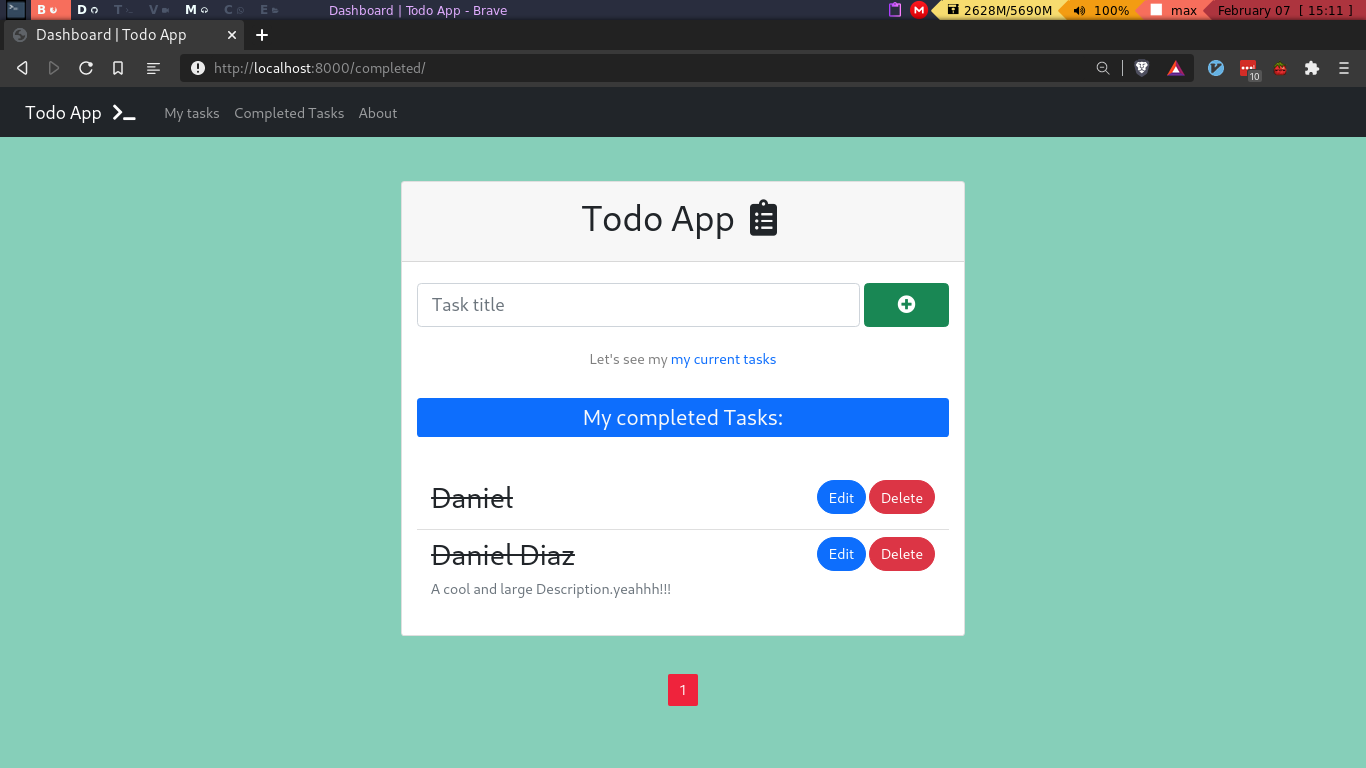 B D T V M C E Dashboard | Todo App - Brave M 2628M/5690M 100% max February 07 [ 15:11 ]
Dashboard | Todo App
http://localhost:8000/completed/ 10
Todo App My tasks Completed Tasks About
Todo App
Task title
Let's see my my current tasks
My completed Tasks:
Daniel Edit Delete
Daniel Diaz Edit Delete
A cool and large Description.yeahhh!!!
1